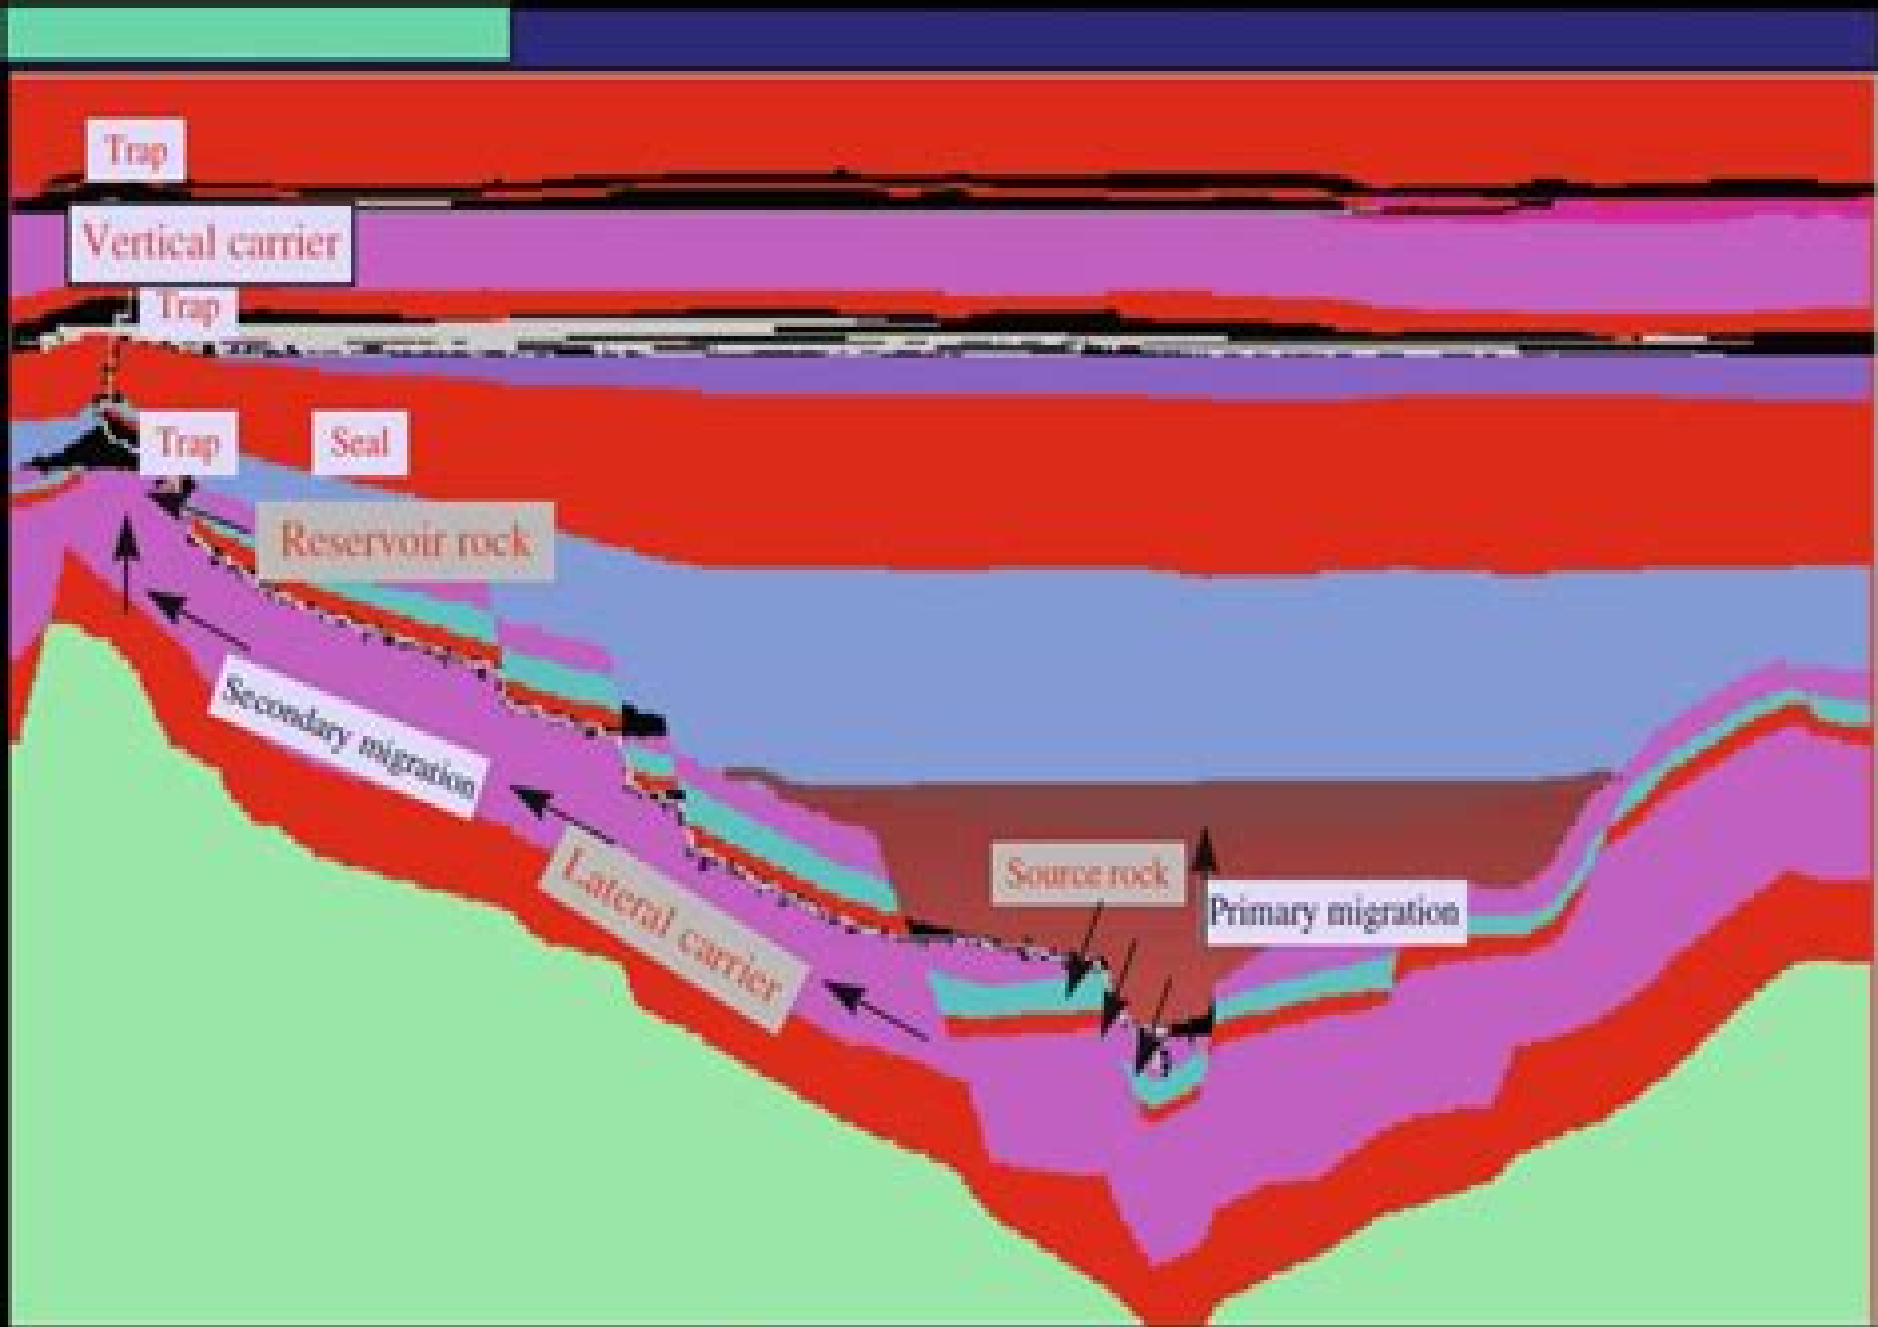 Trap
Vertical carrier
Trap
Trap
Seal
Reservoir rock
Secondary migration
Lateral carrier
Source rock
Primary migration